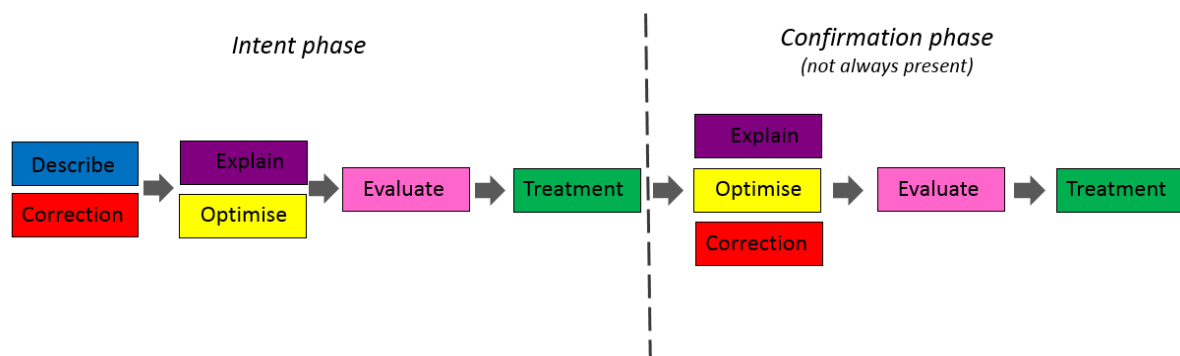 Intent phase
Confirmation phase
(not always present)
Describe
Correction
Explain
Optimise
Evaluate
Treatment
Explain
Optimise
Correction
Evaluate
Treatment